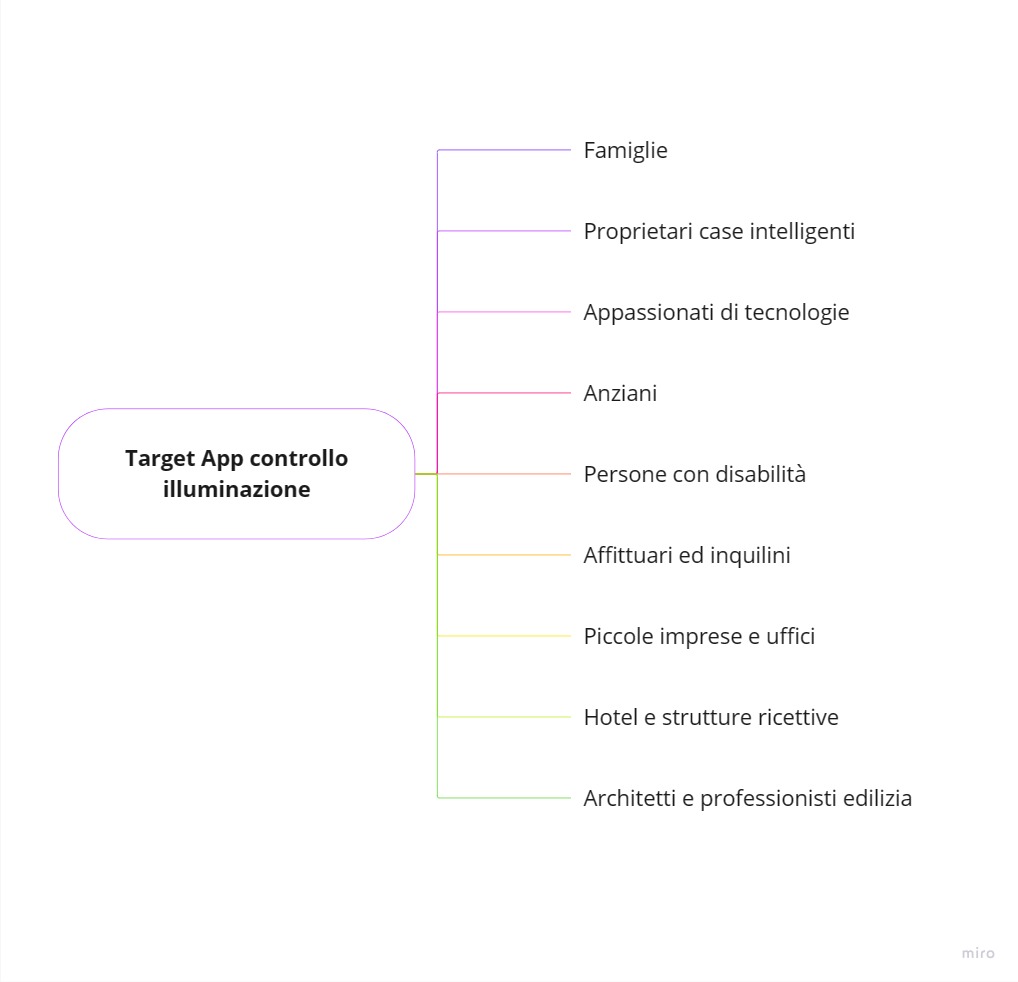 Famiglie
Proprietari case intelligenti
Appassionati di tecnologie
Anziani
Target App controllo
illuminazione
Persone con disabilità
Affittuari ed inquilini
Piccole imprese e uffici
Hotel e strutture ricettive
Architetti e professionisti edilizia
miro